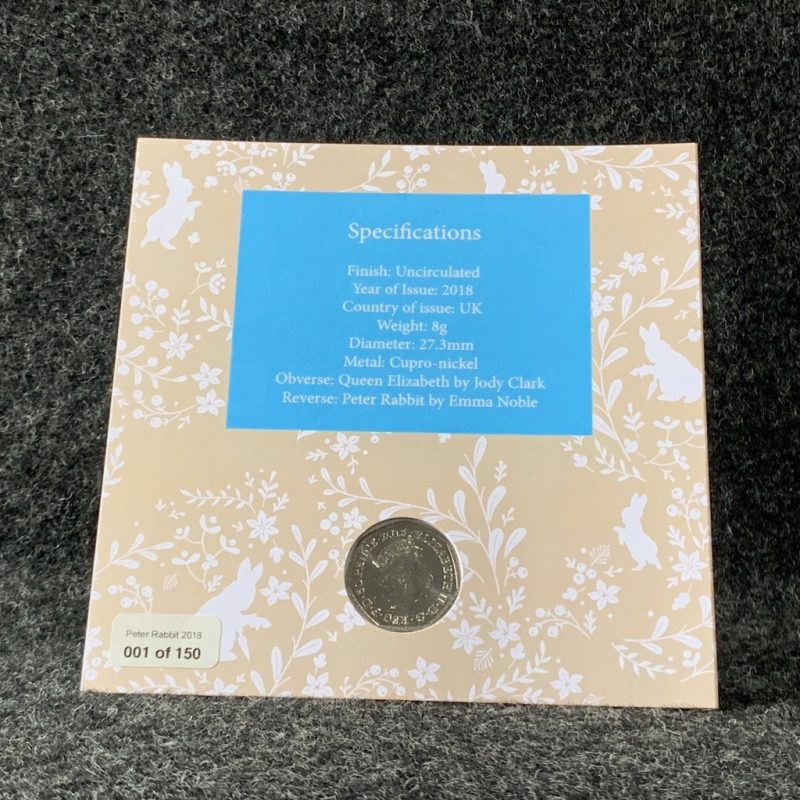 Specifications
Finish: Uncirculated
Year of Issue: 2018
Country of issue: UK
Weight: 8g
Diameter: 27.3mm
Metal: Cupro-nickel
Obverse: Queen Elizabeth by Jody Clark
Reverse: Peter Rabbit by Emma Noble
ELIZABETH II
Peter Rabbit 2018
001 of 150